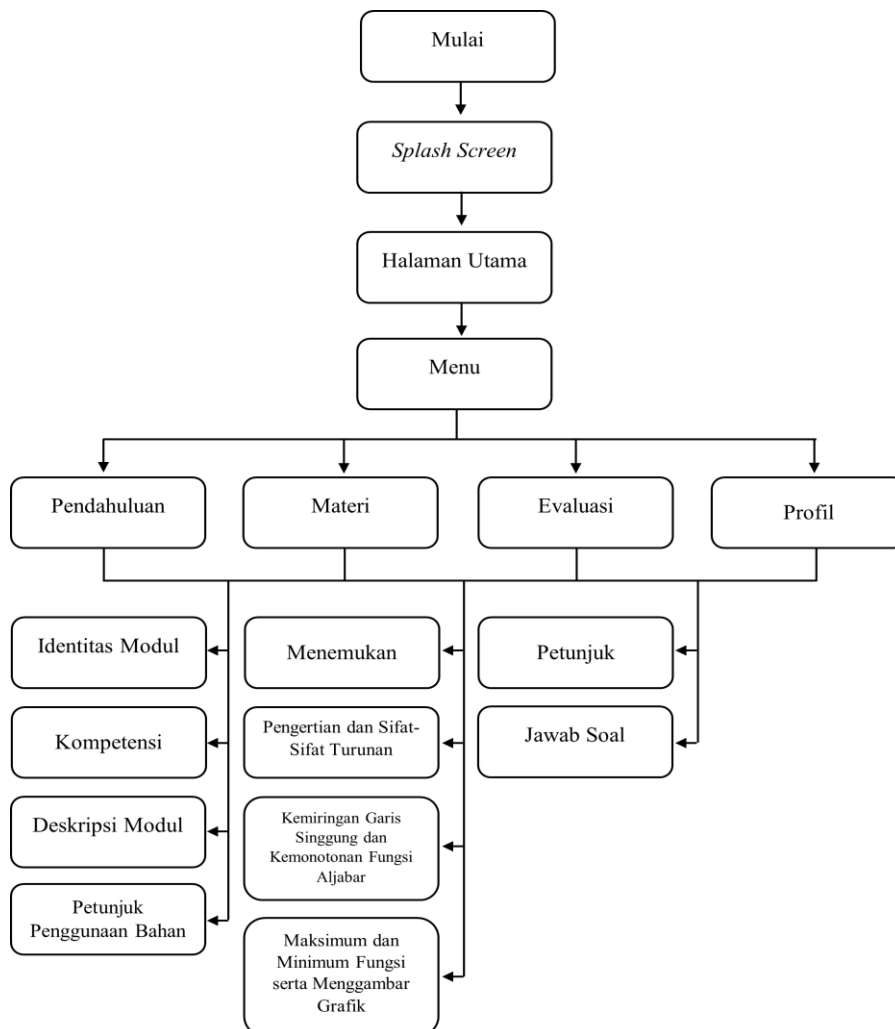 Mulai
Splash Screen
Halaman Utama
Menu
Pendahuluan
Materi
Evaluasi
Profil
Identitas Modul
Kompetensi
Deskripsi Modul
Petunjuk
Penggunaan Bahan
Menemukan
Pengertian dan Sifat-
Sifat Turunan
Kemiringan Garis
Singgung dan
Kemonotonan Fungsi
Aljabar
Maksimum dan
Minimum Fungsi
serta Menggambar
Grafik
Petunjuk
Jawab Soal